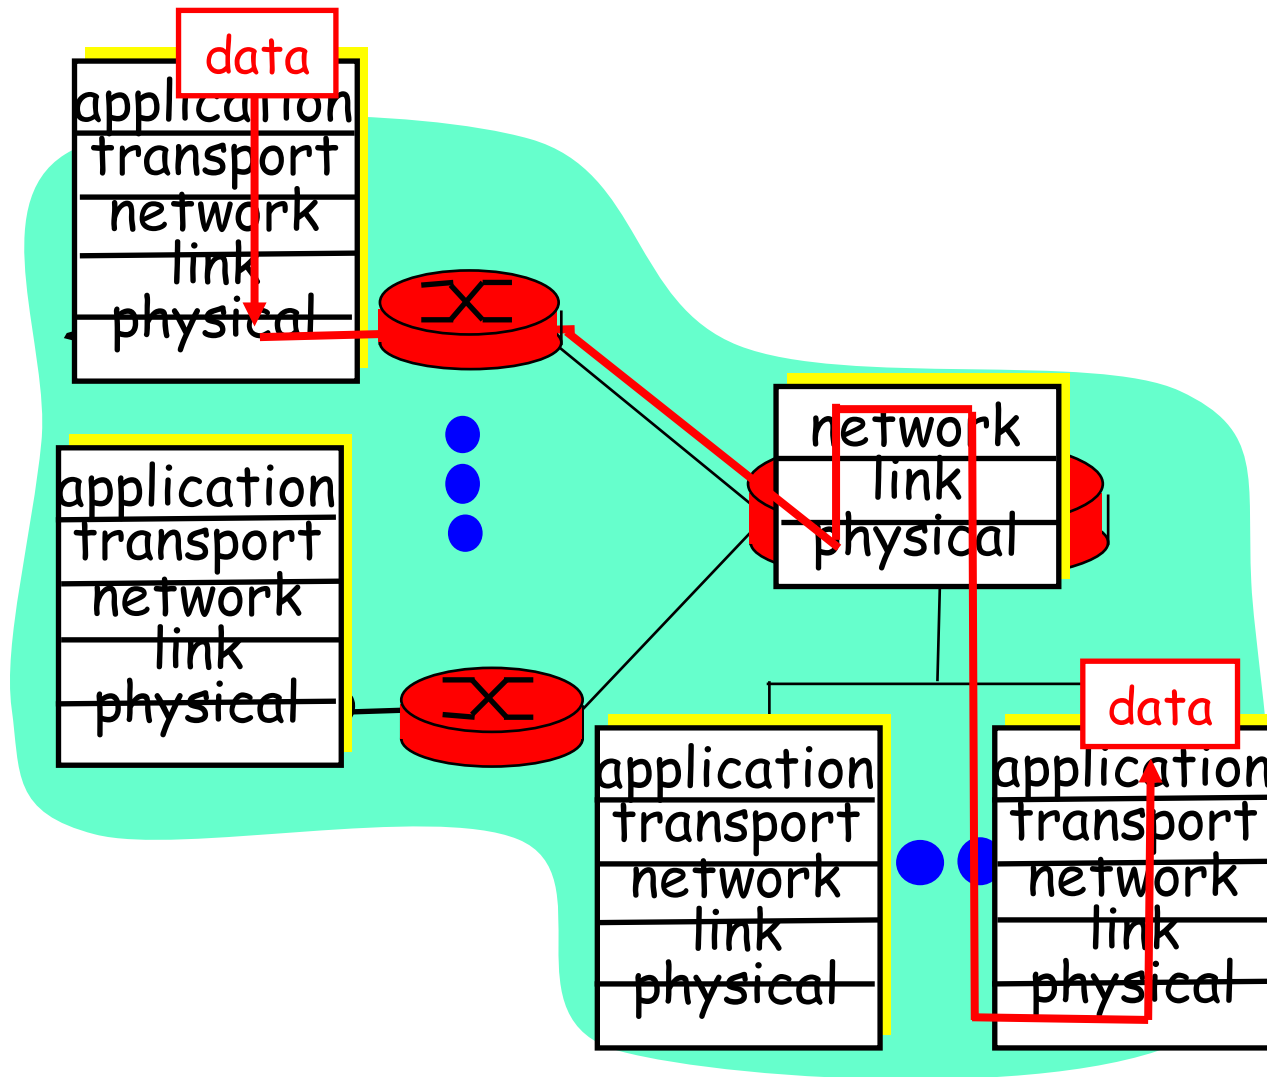 data
application
transport
network
link
physical
application
transport
network
link
physical
network
link
physical
application
transport
network
link
physical
data
application
transport
network
link
physical